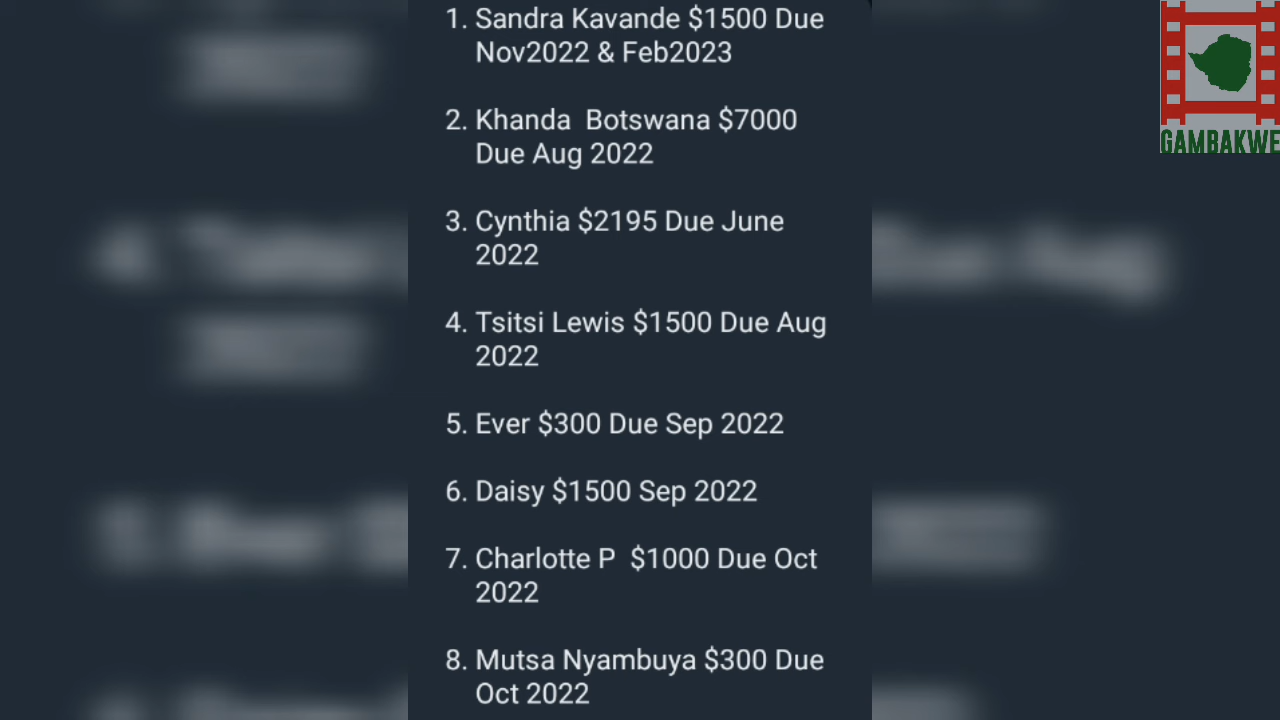 1. Sandra Kavande $1500 Due
Nov2022 & Feb2023
2. Khanda  Botswana $7000
Due Aug 2022
3. Cynthia $2195 Due June
2022
4. Tsitsi Lewis $1500 Due Aug
2022
5. Ever $300 Due Sep 2022
6. Daisy $1500 Sep 2022
7. Charlotte P  $1000 Due Oct
2022
8. Mutsa Nyambuya $300 Due
Oct 2022
GAMBAKWE